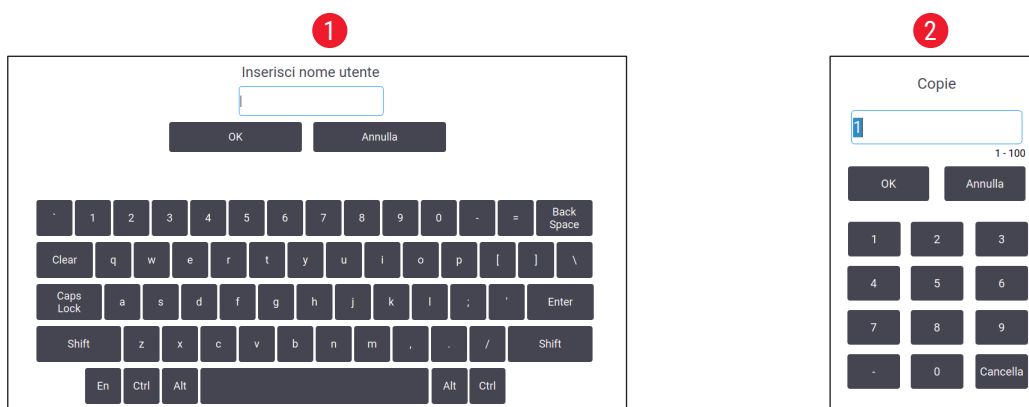 1
Inserisci nome utente
OK Annulla
` 1 2 3 4 5 6 7 8 9 0 - = Back Space
Clear q w e r t y u i o p [ ] \
Caps Lock a s d f g h j k l ; ' Enter
Shift z x c v b n m , . / Shift
En Ctrl Alt Alt Ctrl
2
Copie
1
1 - 100
OK Annulla
1 2 3
4 5 6
7 8 9
- 0 Cancella